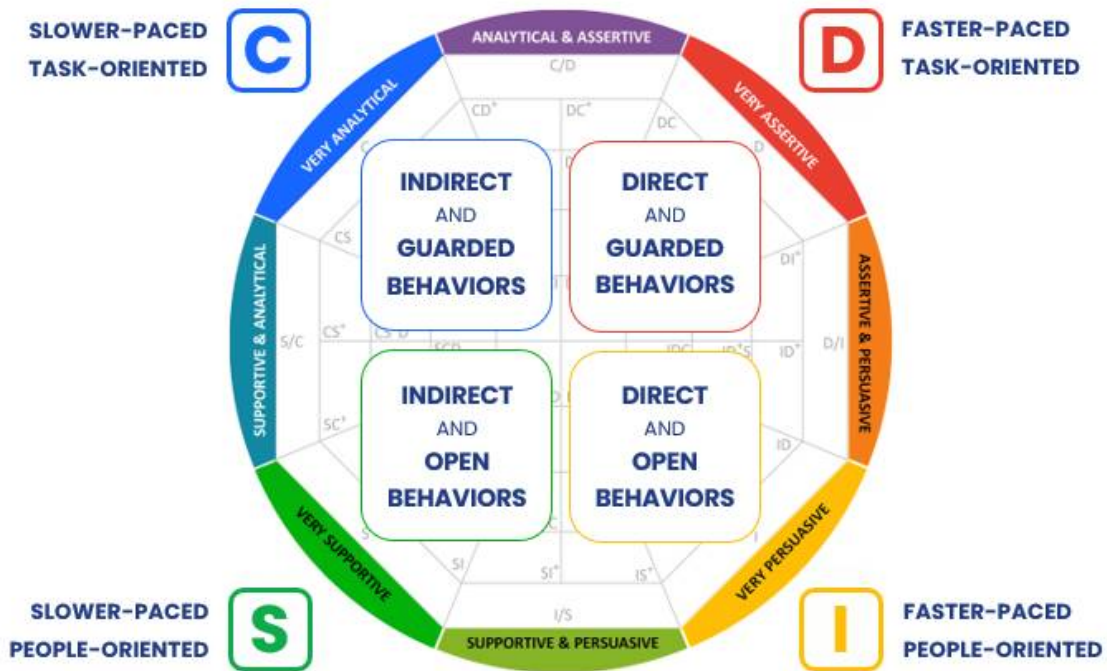 SLOWER-PACED
TASK-ORIENTED
C
ANALYTICAL & ASSERTIVE
D
FASTER-PACED
TASK-ORIENTED
C/D
CD+
DC+
DC
VERY ANALYTICAL
VERY ASSERTIVE
C
D
INDIRECT
AND
GUARDED
BEHAVIORS
DIRECT
AND
GUARDED
BEHAVIORS
CS
DI+
SUPPORTIVE & ANALYTICAL
ASSERTIVE & PERSUASIVE
S/C
CS+
ID+S
ID+
D/I
INDIRECT
AND
OPEN
BEHAVIORS
DIRECT
AND
OPEN
BEHAVIORS
SC+
ID
S
I
VERY SUPPORTIVE
VERY PERSUASIVE
SI
SI+
IS+
I/S
SLOWER-PACED
PEOPLE-ORIENTED
S
SUPPORTIVE & PERSUASIVE
I
FASTER-PACED
PEOPLE-ORIENTED